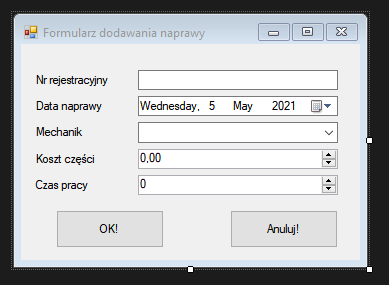 Formularz dodawania naprawy
Nr rejestracyjny
Data naprawy Wednesday, 5 May 2021
Mechanik
Koszt części 0,00
Czas pracy 0
OK! Anuluj!